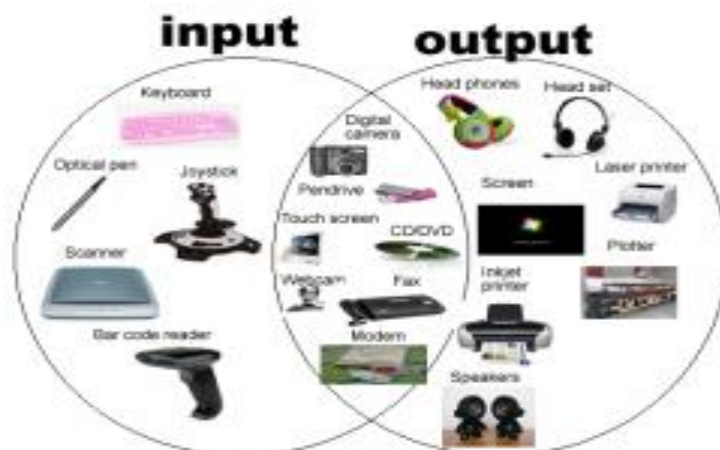 input
output
Keyboard
Optical pen
Joystick
Scanner
Bar code reader
Digital
camera
Pendrive
Touch screen
CD/DVD
Webcam
Fax
Modem
Head phones
Head set
Laser printer
Screen
Plotter
Inkjet
printer
Speakers